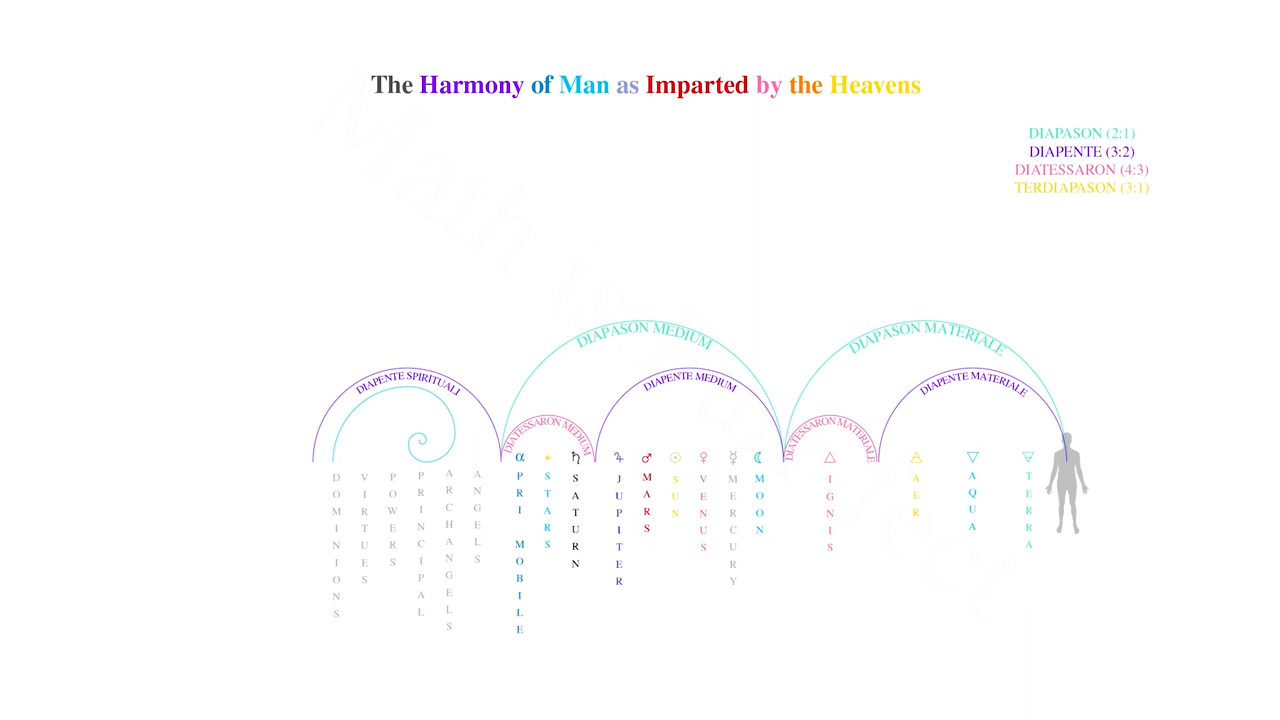 The Harmony of Man as Imparted by the Heavens
DIAPASON (2:1)
DIAPENTE (3:2)
DIATESSARON (4:3)
TERDIAPASON (3:1)
DIAPASON MEDIUM
DIAPASON MATERIALE
DIAPENTE SPIRITUALI
DIAPENTE MEDIUM
DIAPENTE MATERIALE
DIATESSARON MEDIUM
DIATESSARON MATERIALE
DOMINIONS
VIRTUES
POWERS
PRINCIPAL
ARCHANGELS
ANGELS
α
PRI MOBILE
STARS
♄
SATURN
♃
JUPITER
♂
MARS
☉
SUN
♀
VENUS
☿
MERCURY
☾
MOON
IGNIS
AER
AQUA
TERRA